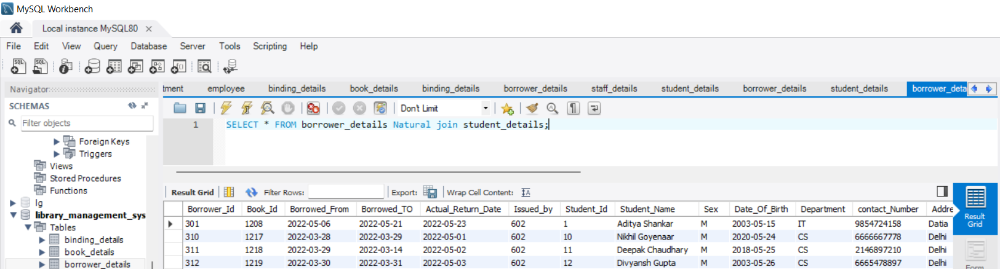 MySQL Workbench
Local instance MySQL80
File Edit View Query Database Server Tools Scripting Help
SQL SQL
Navigator
tment employee binding_details book_details binding_details borrower_details staff_details student_details borrower_details student_details borrower_deta
SCHEMAS
Don't Limit
Filter objects
1 SELECT * FROM borrower_details Natural join student_details;
Foreign Keys
Triggers
Views
Stored Procedures
Functions
lg
library_management_sys
Tables
binding_details
book_details
borrower_details
Result Grid Filter Rows: Export: Wrap Cell Content:
Borrower_Id Book_Id Borrowed_From Borrowed_TO Actual_Return_Date Issued_by Student_Id Student_Name Sex Date_Of_Birth Department contact_Number Addre
301 1208 2022-05-06 2022-05-21 2022-05-23 602 1 Aditya Shankar M 2003-05-15 IT 9854724158 Datia
310 1217 2022-03-28 2022-03-29 2022-05-01 602 10 Nikhil Goyenaar M 2020-05-24 CS 6666667778 Delhi
311 1218 2022-03-29 2022-03-14 2022-05-02 602 11 Deepak Chaudhary M 2018-05-25 CS 2146897210 Delhi
312 1219 2022-03-30 2022-03-31 2022-05-03 602 12 Divyansh Gupta M 2003-05-26 CS 6665478897 Delhi
Result
Grid
Form